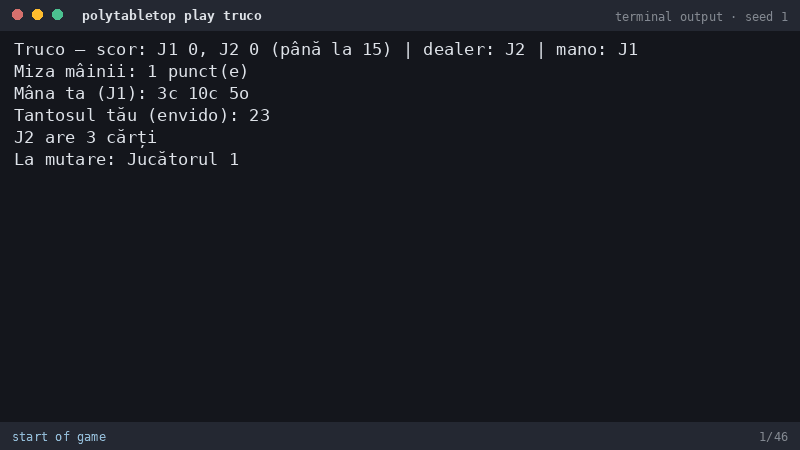 polytabletop play truco
terminal output · seed 1
Truco — scor: J1 0, J2 0 (până la 15) | dealer: J2 | mano: J1
Miza mâinii: 1 punct(e)
Mâna ta (J1): 3c 10c 5o
Tantosul tău (envido): 23
J2 are 3 cărți
La mutare: Jucătorul 1
start of game
1/46